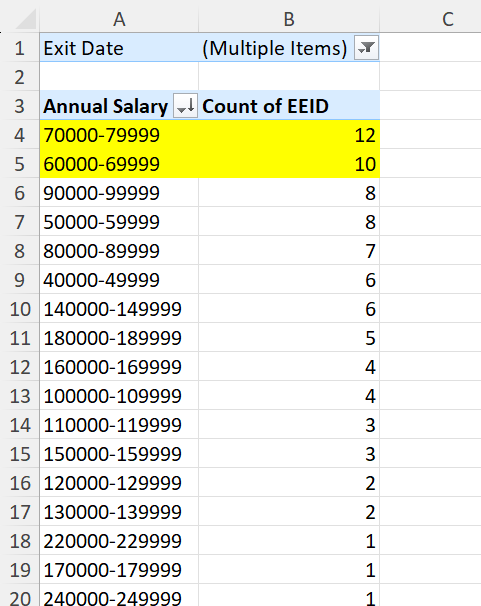 A B C
1 Exit Date (Multiple Items)
2
3 Annual Salary Count of EEID
4 70000-79999 12
5 60000-69999 10
6 90000-99999 8
7 50000-59999 8
8 80000-89999 7
9 40000-49999 6
10 140000-149999 6
11 180000-189999 5
12 160000-169999 4
13 100000-109999 4
14 110000-119999 3
15 150000-159999 3
16 120000-129999 2
17 130000-139999 2
18 220000-229999 1
19 170000-179999 1
20 240000-249999 1